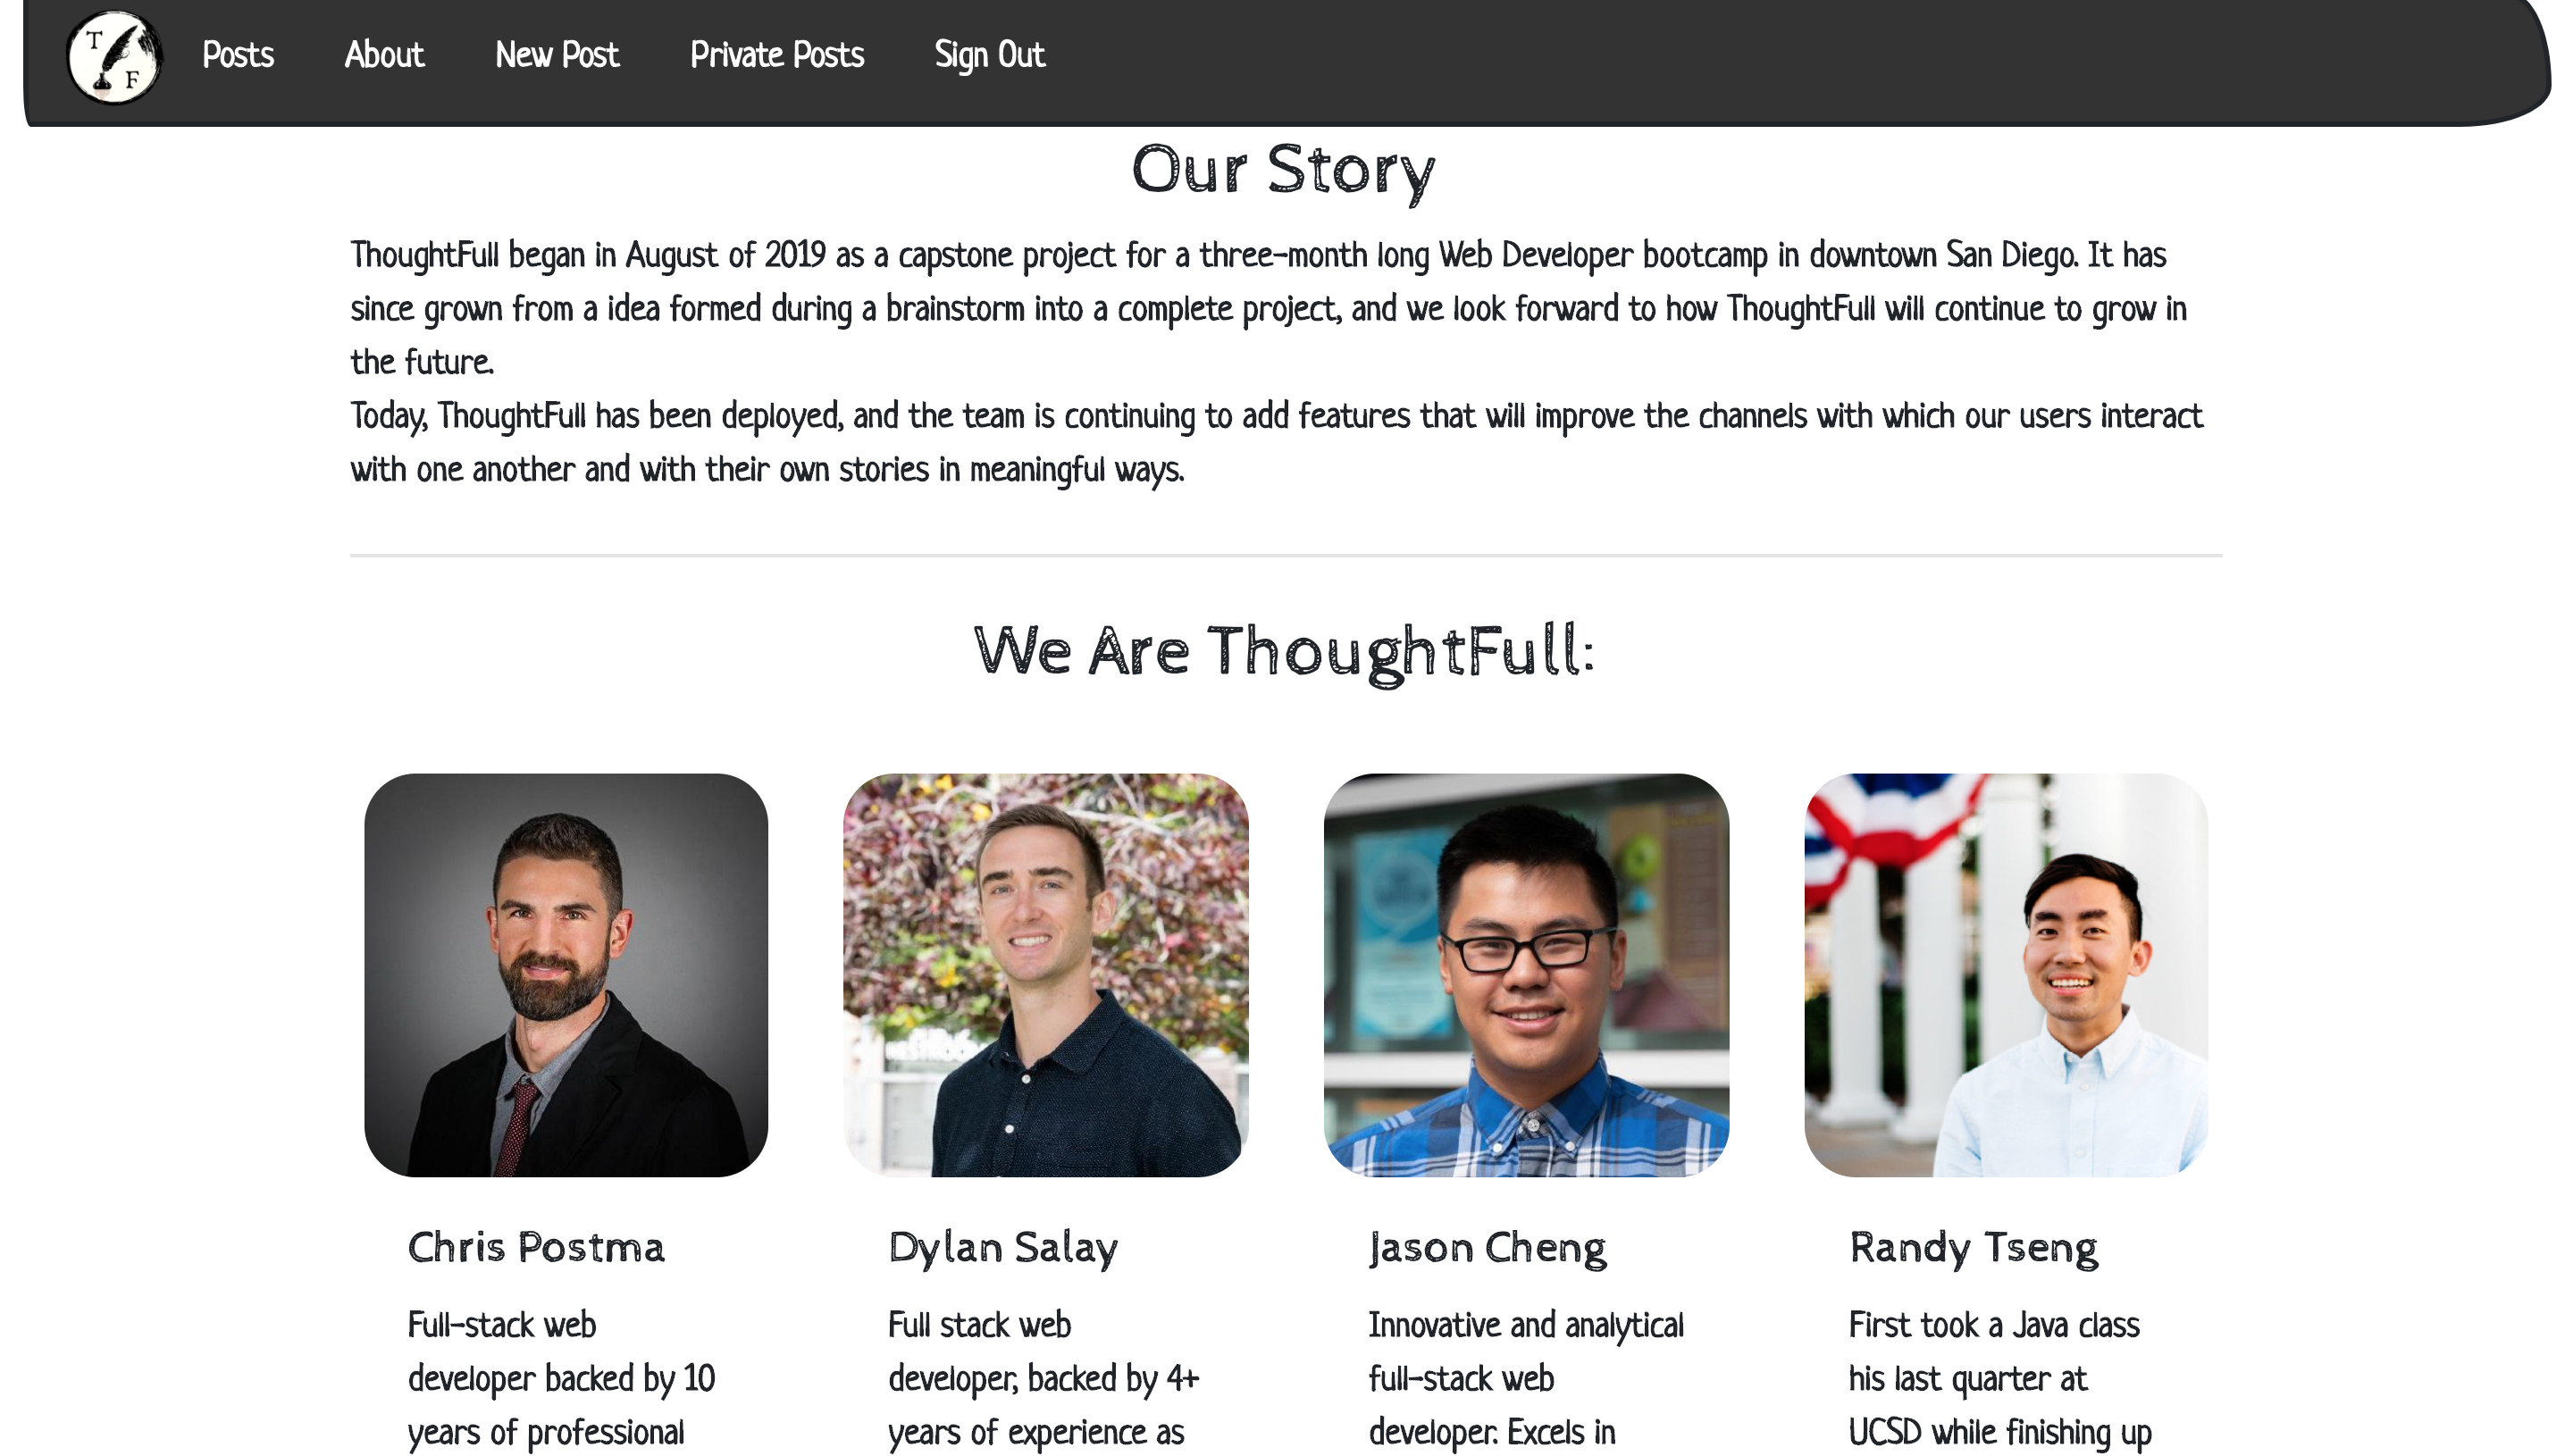 T
F
Posts About New Post Private Posts Sign Out
Our Story
ThoughtFull began in August of 2019 as a capstone project for a three-month long Web Developer bootcamp in downtown San Diego. It has
since grown from a idea formed during a brainstorm into a complete project, and we look forward to how ThoughtFull will continue to grow in
the future.
Today, ThoughtFull has been deployed, and the team is continuing to add features that will improve the channels with which our users interact
with one another and with their own stories in meaningful ways.
We Are ThoughtFull:
Chris Postma
Full-stack web
developer backed by 10
years of professional
Dylan Salay
Full stack web
developer, backed by 4+
years of experience as
Jason Cheng
Innovative and analytical
full-stack web
developer. Excels in
Randy Tseng
First took a Java class
his last quarter at
UCSD while finishing up